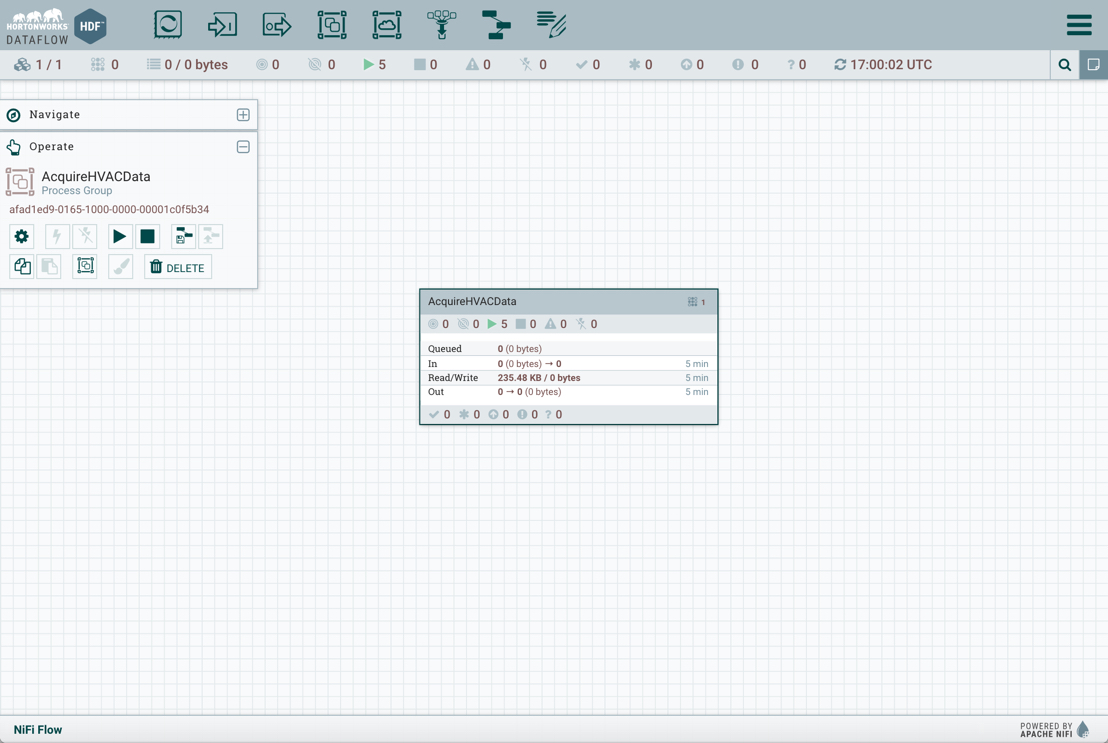 HORTONWORKS
DATAFLOW
HDF
1 / 1 0 0 / 0 bytes 0 0 5 0 0 0 0 0 0 0 ? 0 17:00:02 UTC
Navigate
Operate
AcquireHVACData
Process Group
afad1ed9-0165-1000-0000-00001c0f5b34
DELETE
AcquireHVACData 1
0 0 5 0 0 0
Queued 0 (0 bytes)
In 0 (0 bytes) → 0 5 min
Read/Write 235.48 KB / 0 bytes 5 min
Out 0 → 0 (0 bytes) 5 min
0 0 0 0 ? 0
NiFi Flow
POWERED BY
APACHE NIFI